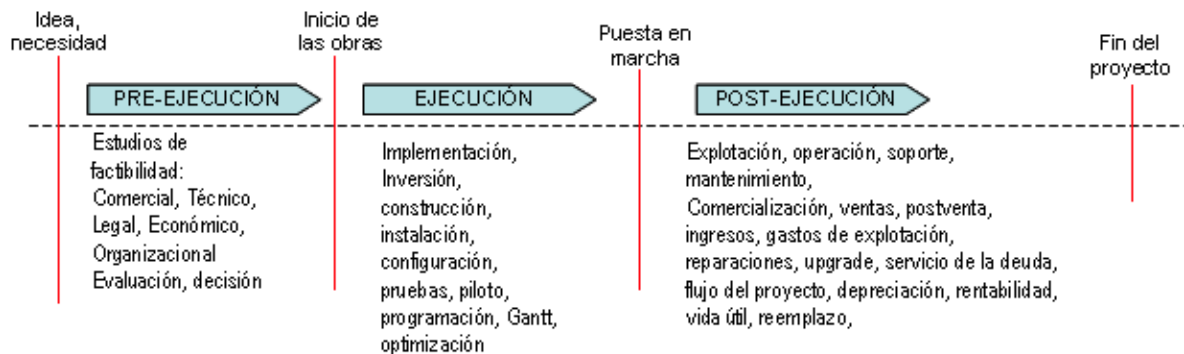 Idea,
necesidad
Inicio de
las obras
Puesta en
marcha
Fin del
proyecto
PRE-EJECUCIÓN
EJECUCIÓN
POST-EJECUCIÓN
Estudios de
factibilidad:
Comercial, Técnico,
Legal, Económico,
Organizacional
Evaluación, decisión
Implementación,
Inversión,
construcción,
instalación,
configuración,
pruebas, piloto,
programación, Gantt,
optimización
Explotación, operación, soporte,
mantenimiento,
Comercialización, ventas, postventa,
ingresos, gastos de explotación,
reparaciones, upgrade, servicio de la deuda,
flujo del proyecto, depreciación, rentabilidad,
vida útil, reemplazo,